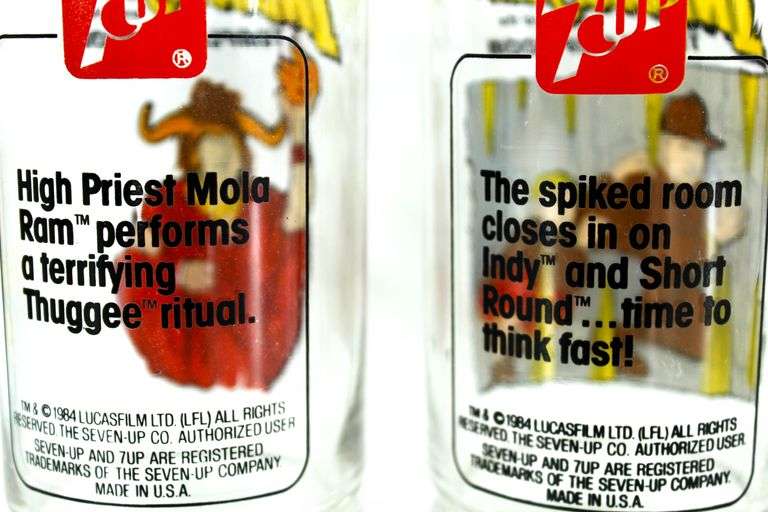 7UP®
High Priest Mola
Ram™ performs
a terrifying
Thuggee™ ritual.
TM & © 1984 LUCASFILM LTD. (LFL) ALL RIGHTS
RESERVED. THE SEVEN-UP CO. AUTHORIZED USER
SEVEN-UP AND 7UP ARE REGISTERED
TRADEMARKS OF THE SEVEN-UP COMPANY.
MADE IN U.S.A.
7UP®
The spiked room
closes in on
Indy™ and Short
Round™...time to
think fast!
TM & © 1984 LUCASFILM LTD. (LFL) ALL RIGHTS
RESERVED. THE SEVEN-UP CO. AUTHORIZED USER
SEVEN-UP AND 7UP ARE REGISTERED
TRADEMARKS OF THE SEVEN-UP COMPANY.
MADE IN U.S.A.